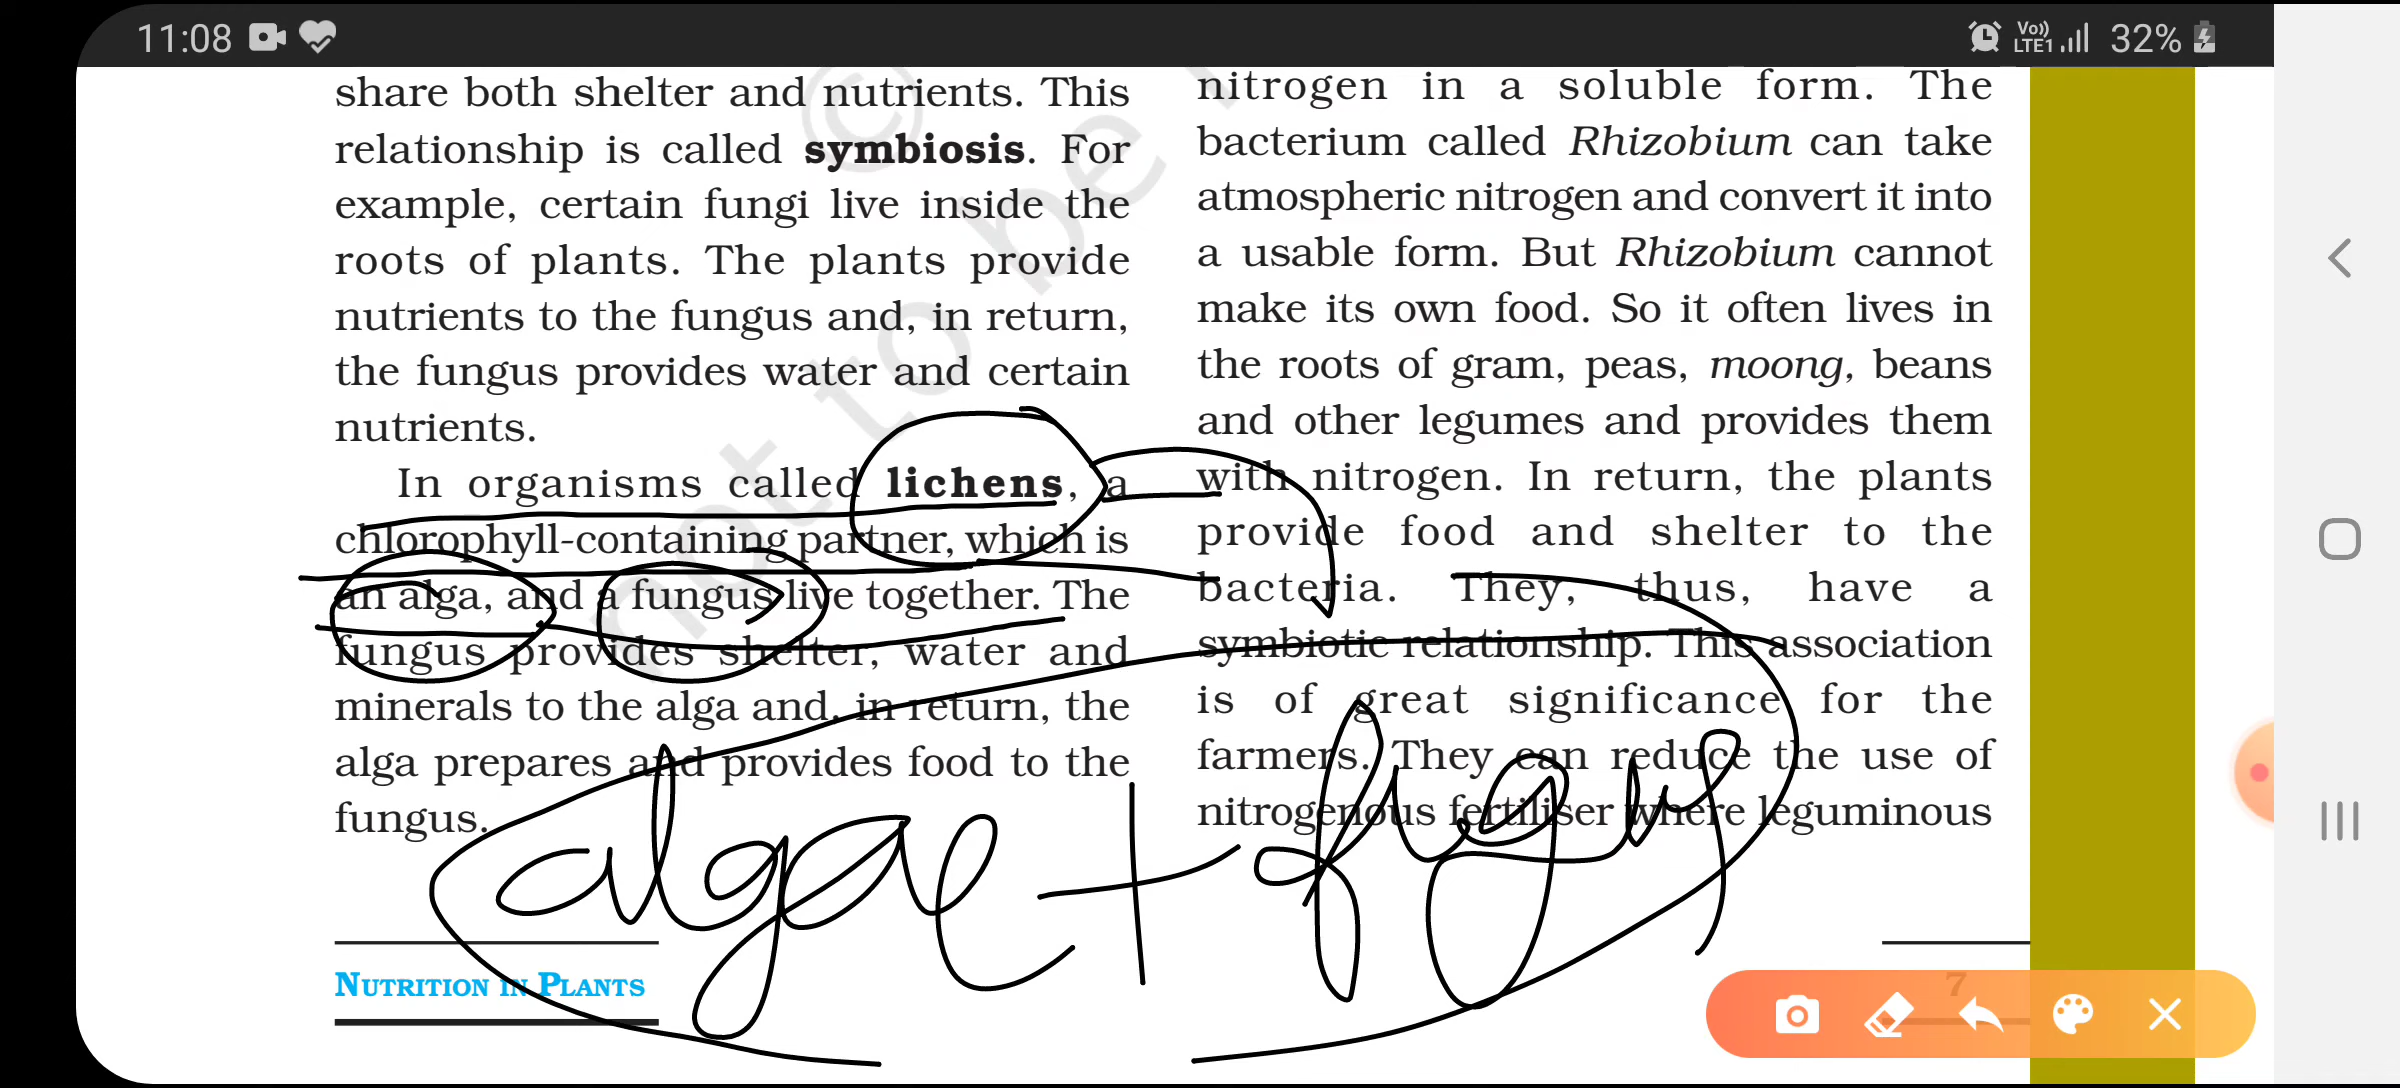 11:08
Vo)) LTE1 32%
share both shelter and nutrients. This
relationship is called symbiosis. For
example, certain fungi live inside the
roots of plants. The plants provide
nutrients to the fungus and, in return,
the fungus provides water and certain
nutrients.
In organisms called lichens, a
chlorophyll-containing partner, which is
an alga, and a fungus live together. The
fungus provides shelter, water and
minerals to the alga and, in return, the
alga prepares and provides food to the
fungus.
nitrogen in a soluble form. The
bacterium called Rhizobium can take
atmospheric nitrogen and convert it into
a usable form. But Rhizobium cannot
make its own food. So it often lives in
the roots of gram, peas, moong, beans
and other legumes and provides them
with nitrogen. In return, the plants
provide food and shelter to the
bacteria. They, thus, have a
symbiotic relationship. This association
is of great significance for the
farmers. They can reduce the use of
nitrogenous fertiliser where leguminous
© not to be
algae +
NUTRITION IN PLANTS
7